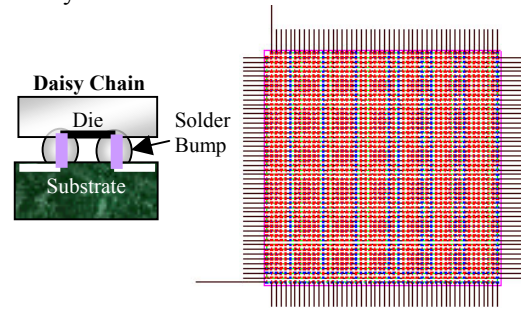 Daisy Chain
Die
Solder
Bump
Substrate